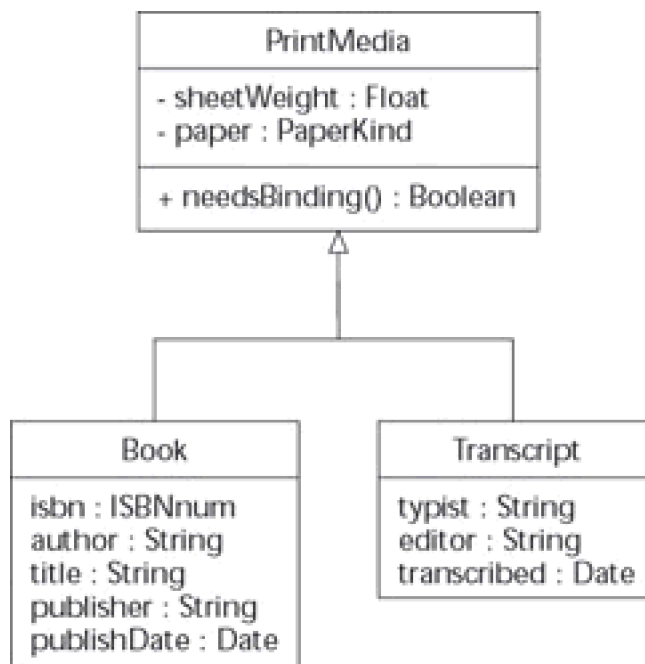 PrintMedia
- sheetWeight : Float
- paper : PaperKind
+ needsBinding() : Boolean
Book
isbn : ISBNnum
author : String
title : String
publisher : String
publishDate : Date
Transcript
typist : String
editor : String
transcribed : Date